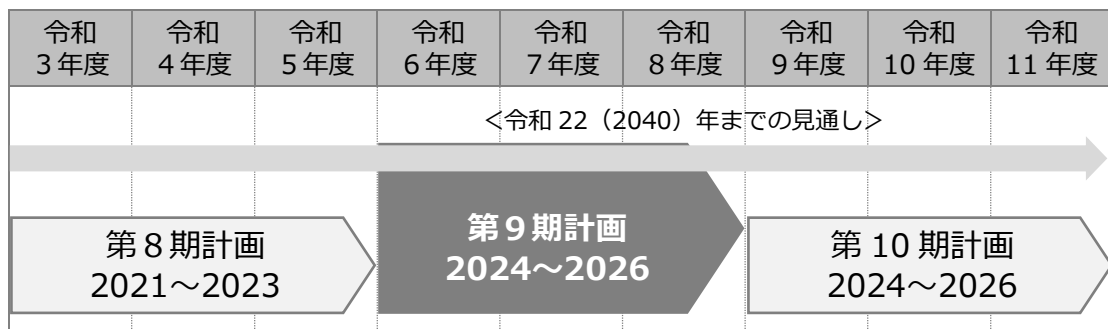 令和
3年度
令和
4年度
令和
5年度
令和
6年度
令和
7年度
令和
8年度
令和
9年度
令和
10年度
令和
11年度
<令和22（2040）年までの見通し>
第8期計画
2021～2023
第9期計画
2024～2026
第10期計画
2024～2026